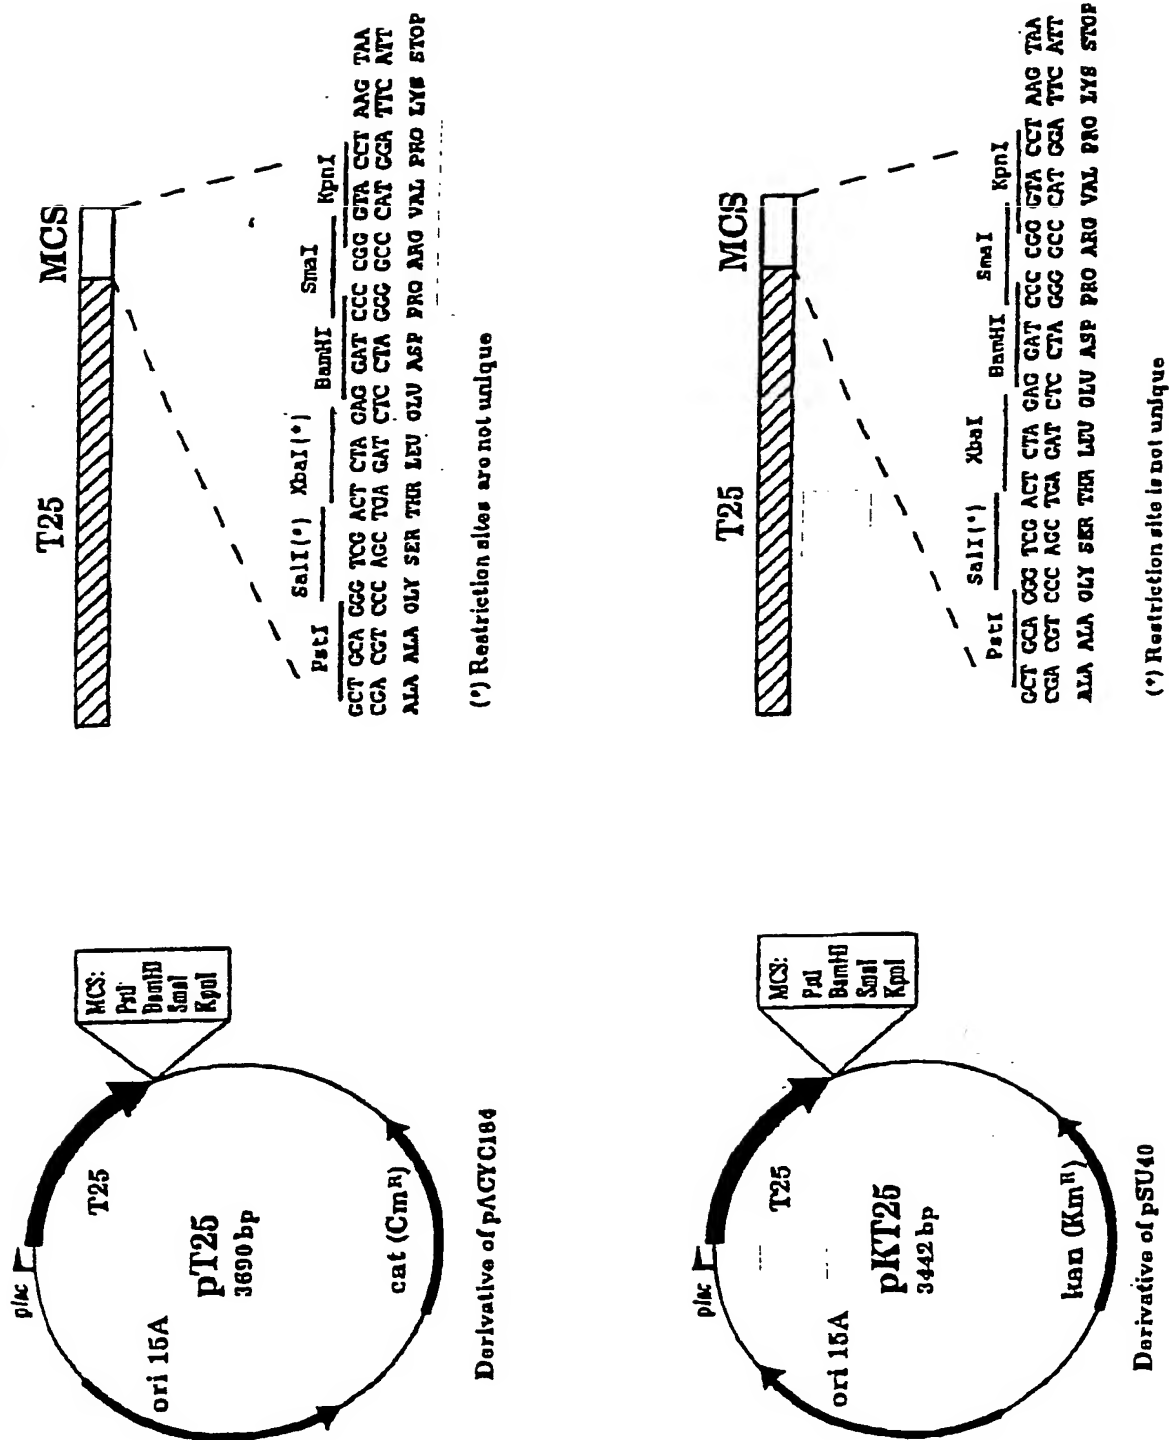 plac
T25
ori 15A
pT25
3690 bp
cat (CmR)
MCS:
PstI
BamHI
SmaI
KpnI
Derivative of pACYC184
T25
MCS
PstI
SalI(*)
XbaI(*)
BamHI
SmaI
KpnI
GCT GCA GGG TCG ACT CTA GAG GAT CCC CGG GTA CCT AAG TAA
CGA CGT CCC AGC TGA GAT CTC CTA GGG GCC CAT GGA TTC ATT
ALA ALA GLY SER THR LEU GLU ASP PRO ARG VAL PRO LYS STOP
(*) Restriction sites are not unique
plac
T25
ori 15A
pKT25
3442 bp
kan (KmR)
MCS:
PstI
BamHI
SmaI
KpnI
Derivative of pSU40
T25
MCS
PstI
SalI(*)
XbaI
BamHI
SmaI
KpnI
GCT GCA GGG TCG ACT CTA GAG GAT CCC CGG GTA CCT AAG TAA
CGA CGT CCC AGC TGA GAT CTC CTA GGG GCC CAT GGA TTC ATT
ALA ALA GLY SER THR LEU GLU ASP PRO ARG VAL PRO LYS STOP
(*) Restriction site is not unique